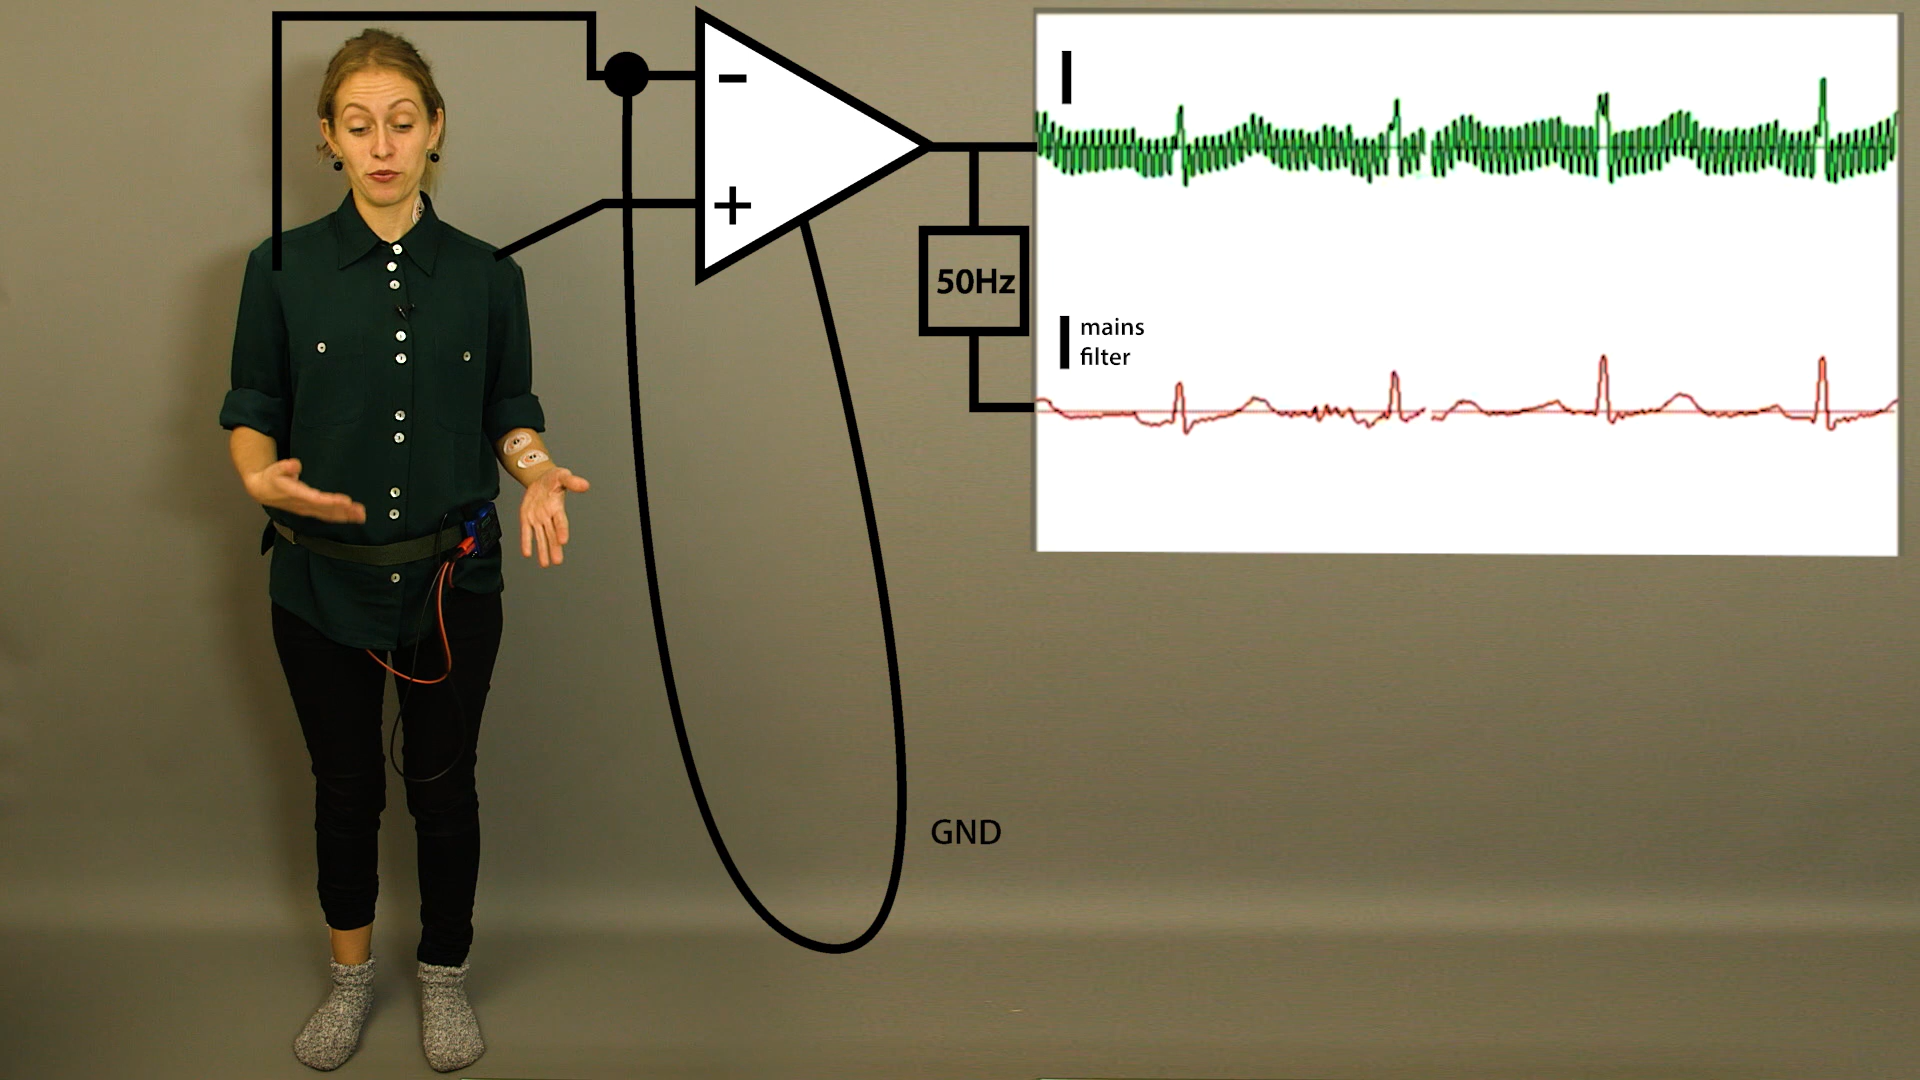 −
+
50Hz
I
I
mains
filter
GND